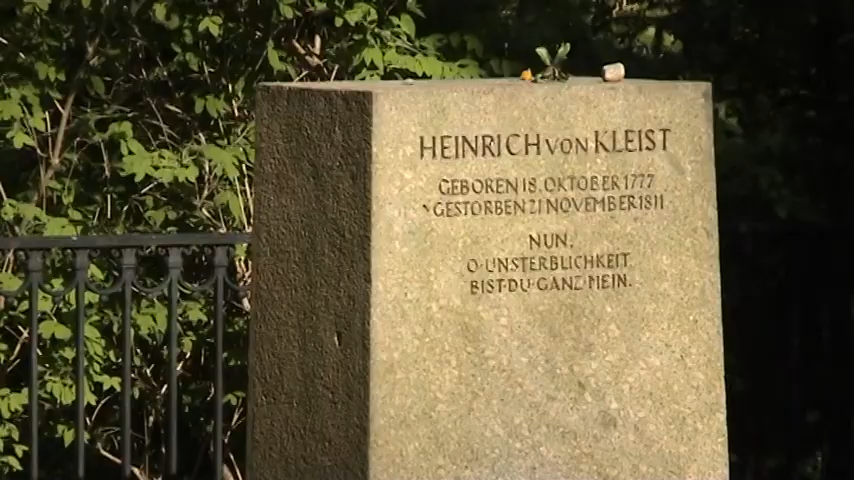 HEINRICH VON KLEIST
GEBOREN 18. OKTOBER 1777
GESTORBEN 21 NOVEMBER 1811
NUN,
O UNSTERBLICHKEIT
BIST DU GANZ MEIN.